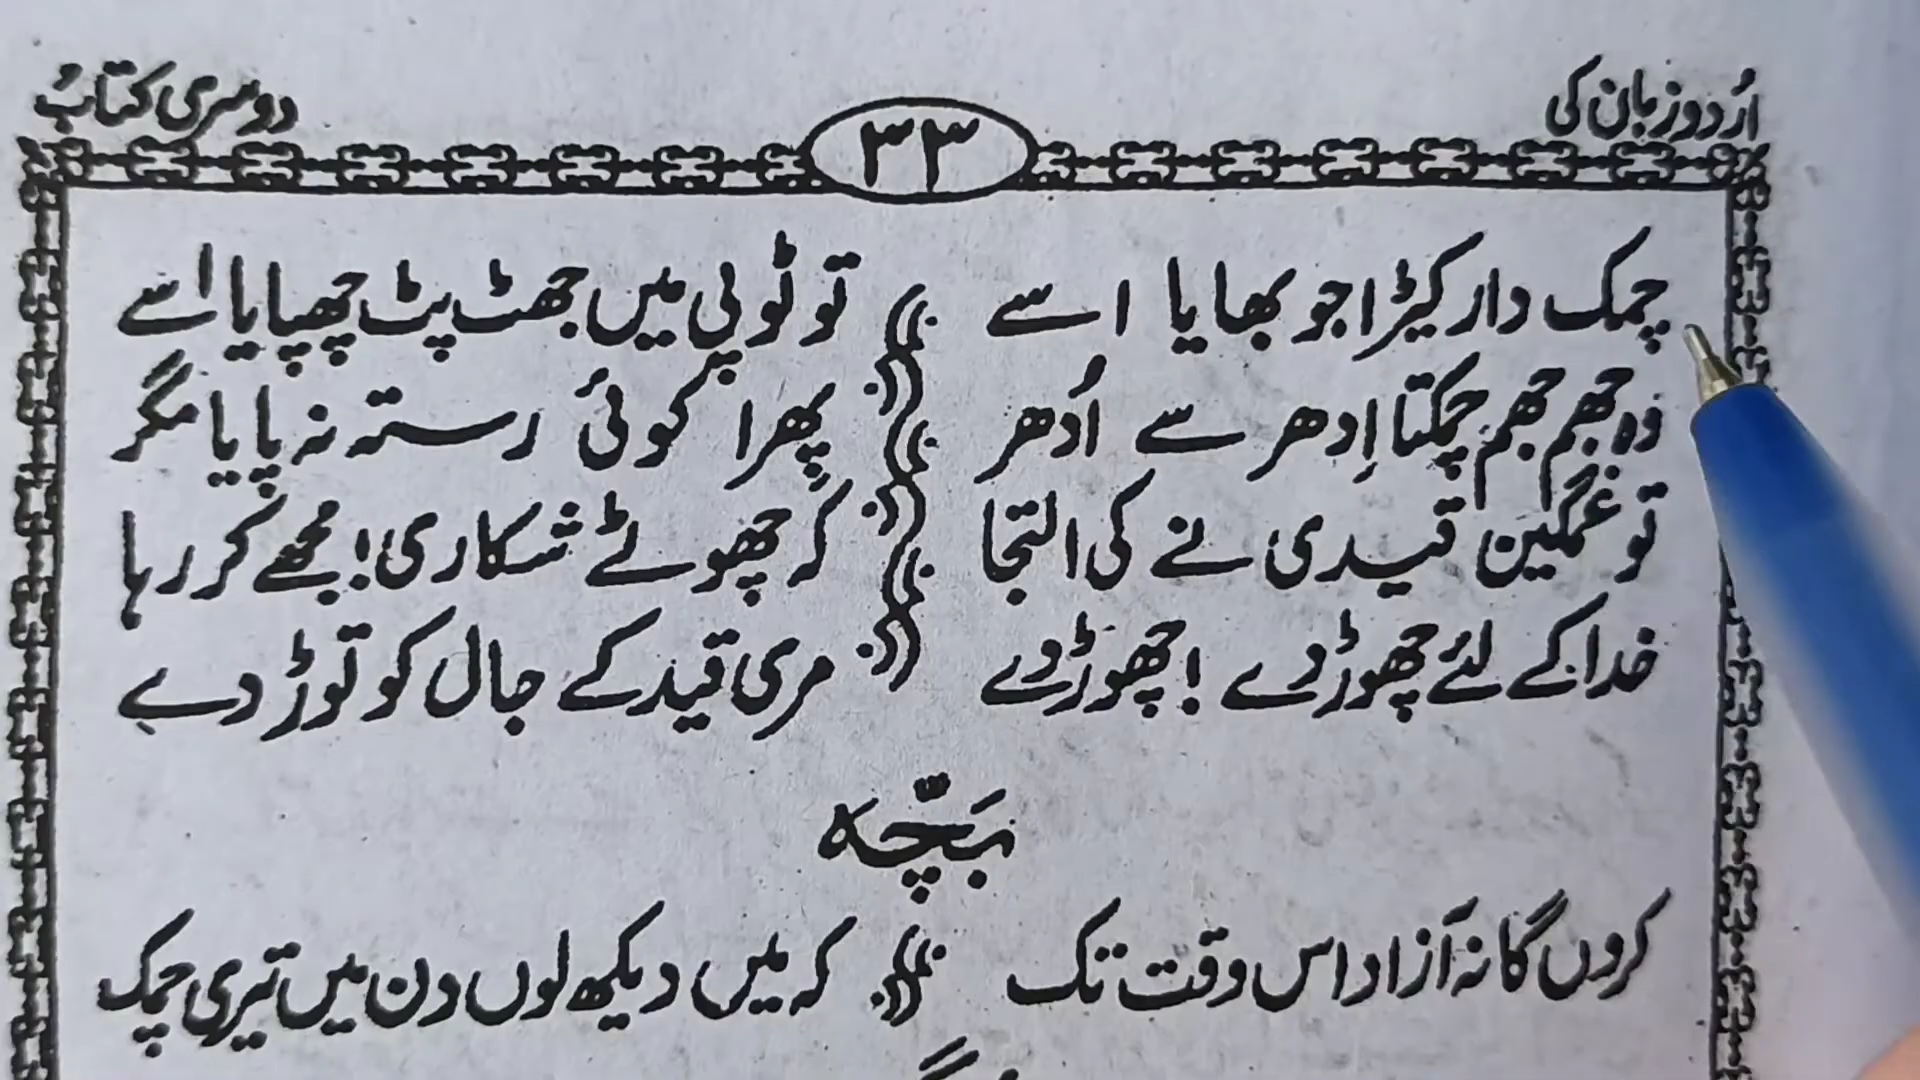 اُردو زبان کی دوسری کتاب
۳۳
چمک دار کیڑا جو بھایا اسے تو ٹوپی میں جھٹ پٹ چھپایا اسے
وہ جھم جھم چمکتا اِدھر سے اُدھر پھرا کوئی رستہ نہ پایا مگر
تو غمگین قیدی نے کی التجا کہ چھوٹے شکاری! مجھے کر رہا
خدا کے لئے چھوڑ دے! چھوڑ دے مری قید کے جال کو توڑ دے
بَچّہ
کروں گا نہ آزاد اس وقت تک کہ میں دیکھ لوں دن میں تیری چمک